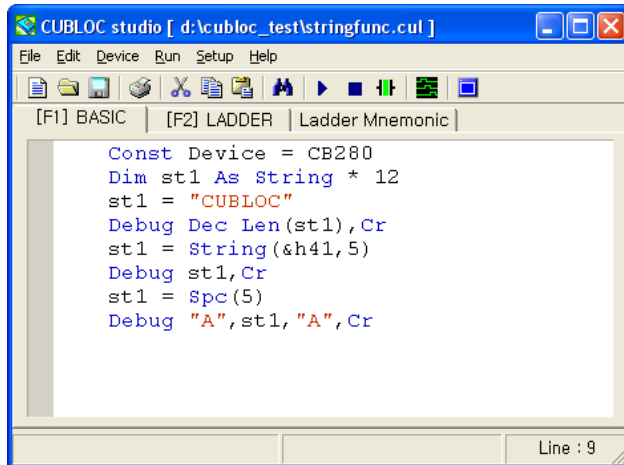 CUBLOC studio [ d:\cubloc_test\stringfunc.cul ]
File Edit Device Run Setup Help
[F1] BASIC [F2] LADDER Ladder Mnemonic
Const Device = CB280
Dim st1 As String * 12
st1 = "CUBLOC"
Debug Dec Len(st1),Cr
st1 = String(&h41,5)
Debug st1,Cr
st1 = Spc(5)
Debug "A",st1,"A",Cr
Line : 9